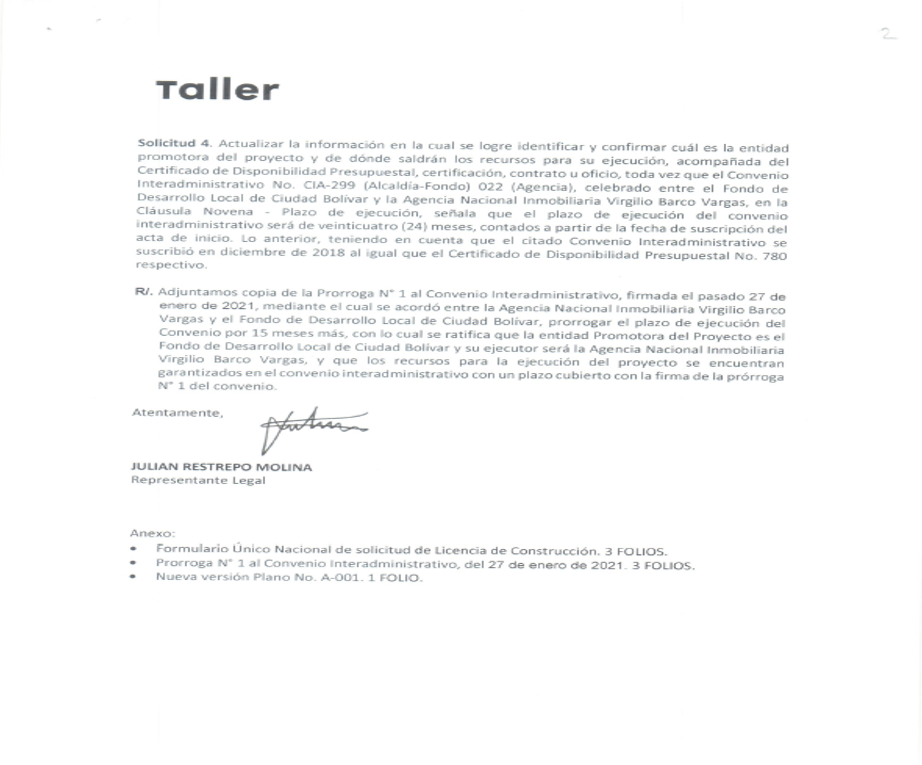 2
Taller
Solicitud 4. Actualizar la información en la cual se logre identificar y confirmar cuál es la entidad
promotora del proyecto y de dónde saldrán los recursos para su ejecución, acompañada del
Certificado de Disponibilidad Presupuestal, certificación, contrato u oficio, toda vez que el Convenio
Interadministrativo No. CIA-299 (Alcaldía-Fondo) 022 (Agencia), celebrado entre el Fondo de
Desarrollo Local de Ciudad Bolívar y la Agencia Nacional Inmobiliaria Virgilio Barco Vargas, en la
Cláusula Novena - Plazo de ejecución, señala que el plazo de ejecución del convenio
interadministrativo será de veinticuatro (24) meses, contados a partir de la fecha de suscripción del
acta de inicio. Lo anterior, teniendo en cuenta que el citado Convenio Interadministrativo se
suscribió en diciembre de 2018 al igual que el Certificado de Disponibilidad Presupuestal No. 780
respectivo.
R/. Adjuntamos copia de la Prorroga N° 1 al Convenio Interadministrativo, firmada el pasado 27 de
enero de 2021, mediante el cual se acordó entre la Agencia Nacional Inmobiliaria Virgilio Barco
Vargas y el Fondo de Desarrollo Local de Ciudad Bolívar, prorrogar el plazo de ejecución del
Convenio por 15 meses más, con lo cual se ratifica que la entidad Promotora del Proyecto es el
Fondo de Desarrollo Local de Ciudad Bolívar y su ejecutor será la Agencia Nacional Inmobiliaria
Virgilio Barco Vargas, y que los recursos para la ejecución del proyecto se encuentran
garantizados en el convenio interadministrativo con un plazo cubierto con la firma de la prórroga
N° 1 del convenio.
Atentamente,
JULIAN RESTREPO MOLINA
Representante Legal
Anexo:
• Formulario Único Nacional de solicitud de Licencia de Construcción. 3 FOLIOS.
• Prorroga N° 1 al Convenio Interadministrativo, del 27 de enero de 2021. 3 FOLIOS.
• Nueva versión Plano No. A-001. 1 FOLIO.